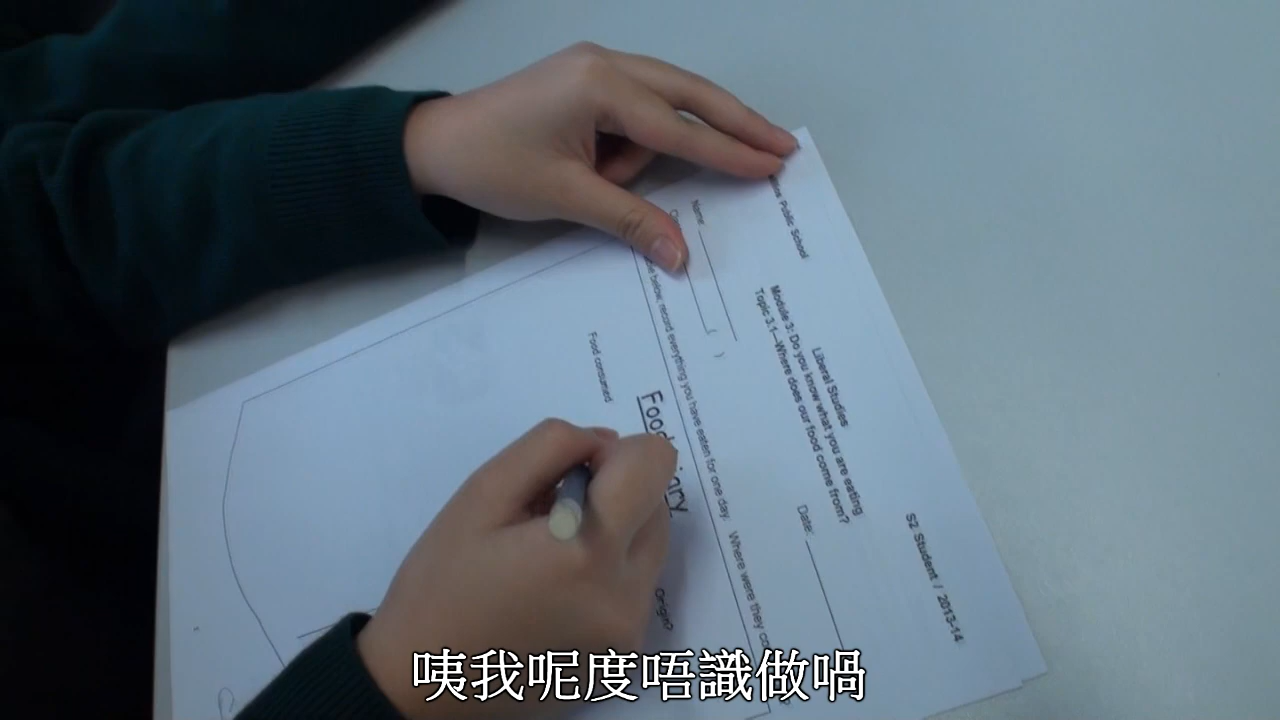 Public School
S2 Student / 2013-14
Liberal Studies
Module 3: Do you know what you are eating
Topic 3.1—Where does our food come from?
Name:
Date:
( )
below, record everything you have eaten for one day. Where were they
Food
Food consumed
Origin?
咦我呢度唔識做喎